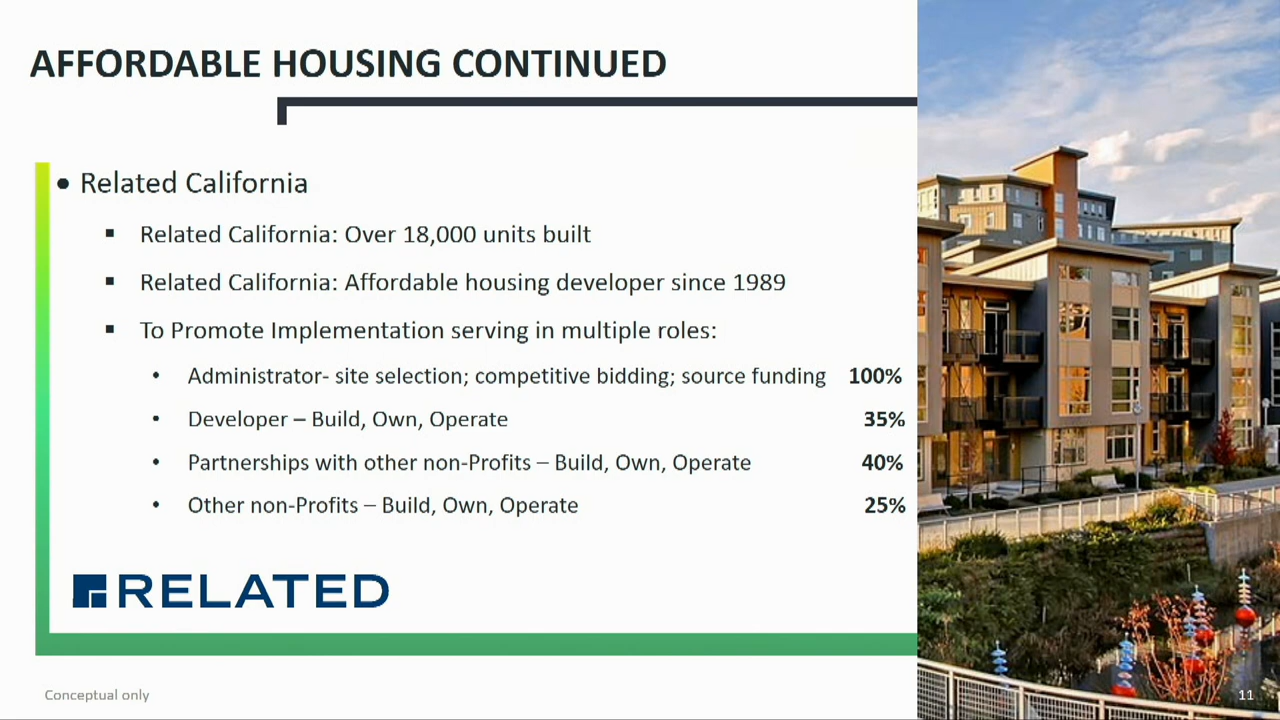 AFFORDABLE HOUSING CONTINUED
• Related California
▪ Related California: Over 18,000 units built
▪ Related California: Affordable housing developer since 1989
▪ To Promote Implementation serving in multiple roles:
• Administrator- site selection; competitive bidding; source funding 100%
• Developer – Build, Own, Operate 35%
• Partnerships with other non-Profits – Build, Own, Operate 40%
• Other non-Profits – Build, Own, Operate 25%
RELATED
Conceptual only
11